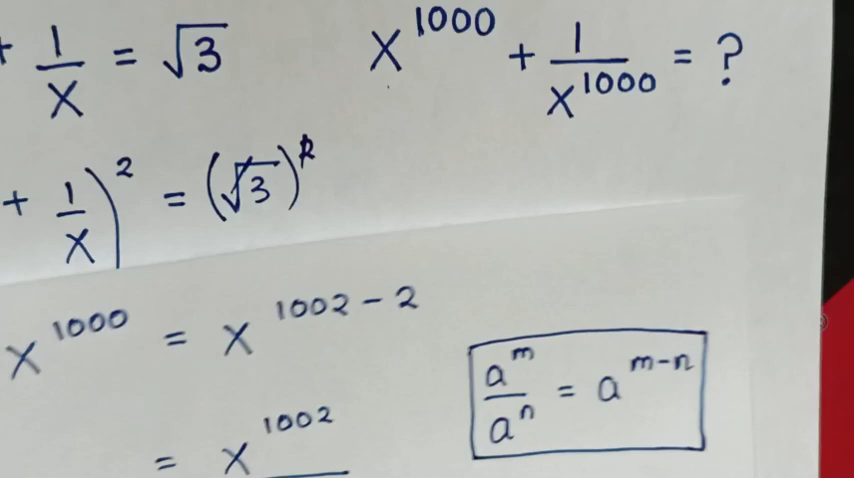 + 1/x = √3
x^1000 + 1/x^1000 = ?
+ 1/x)^2 = (√3)^2
x^1000 = x^1002-2
= x^1002
a^m/a^n = a^m-n